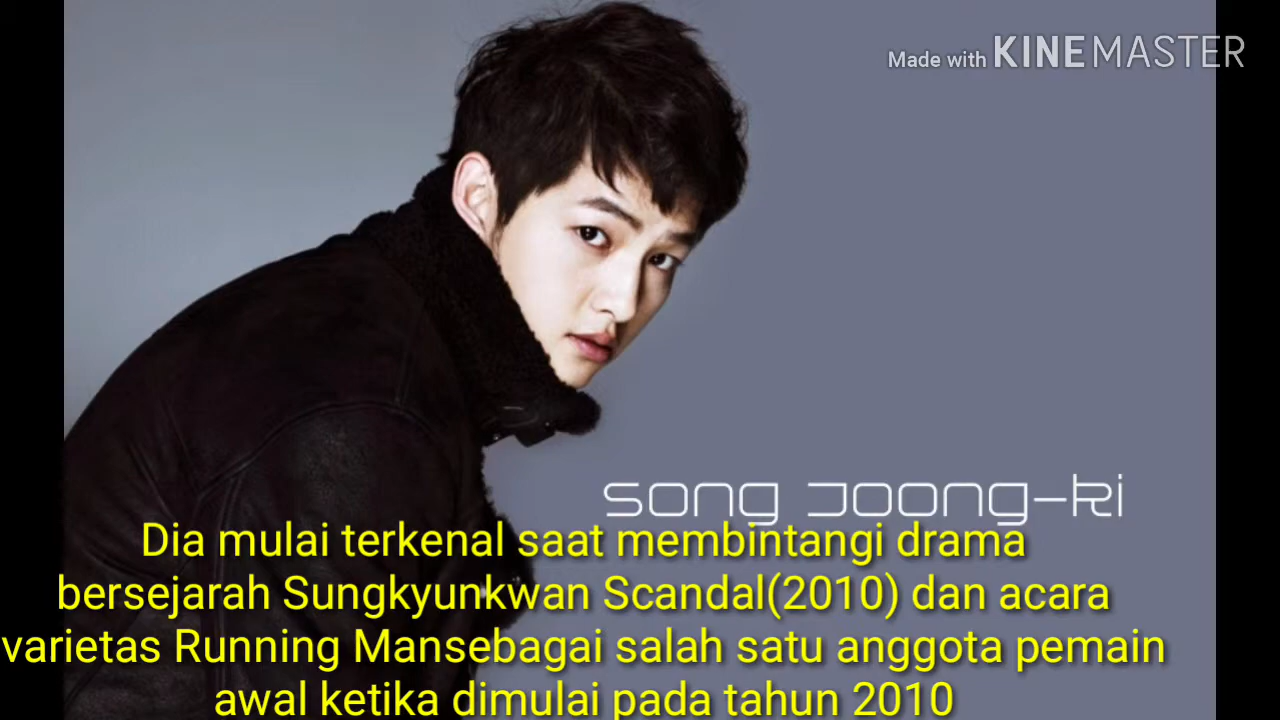 Made with KINEMASTER
song joong-ki
Dia mulai terkenal saat membintangi drama
bersejarah Sungkyunkwan Scandal(2010) dan acara
varietas Running Mansebagai salah satu anggota pemain
awal ketika dimulai pada tahun 2010